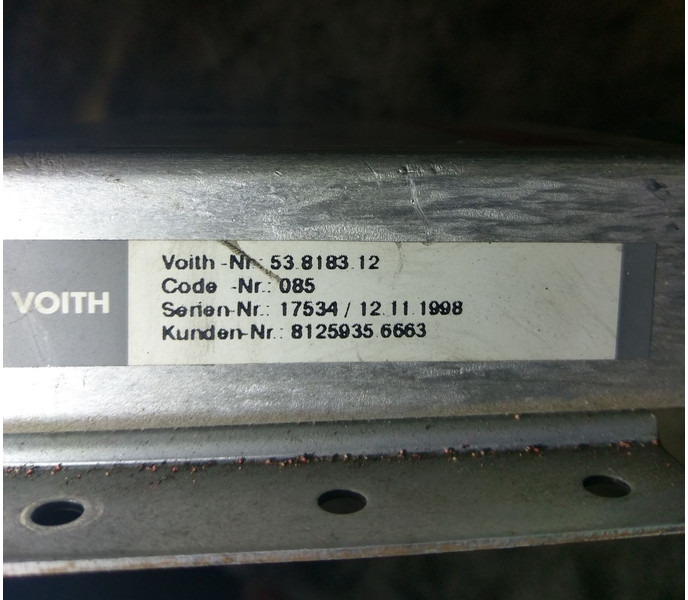 VOITH
Voith -Nr.: 53.8183.12
Code -Nr.: 085
Serien-Nr.: 17534 / 12.11.1998
Kunden-Nr.: 8125935.6663